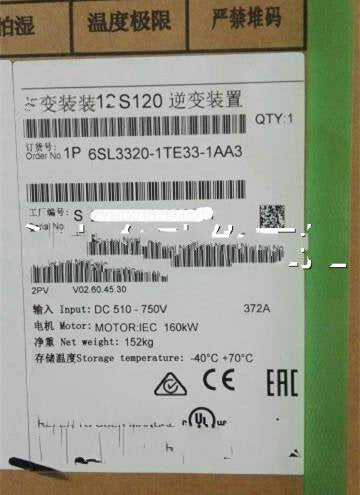 怕湿 温度极限 严禁堆码
变装装12S120 逆变装置
QTY:1
订货号:
Order No. 1P 6SL3320-1TE33-1AA3
工厂编号 S
Serial No.
2PV V02.60.45.30
输入 Input: DC 510 - 750V 372A
电机 Motor: MOTOR:IEC 160kW
净重 Net weight: 152kg
存储温度Storage temperature: -40°C +70°C
CE EAC
UL